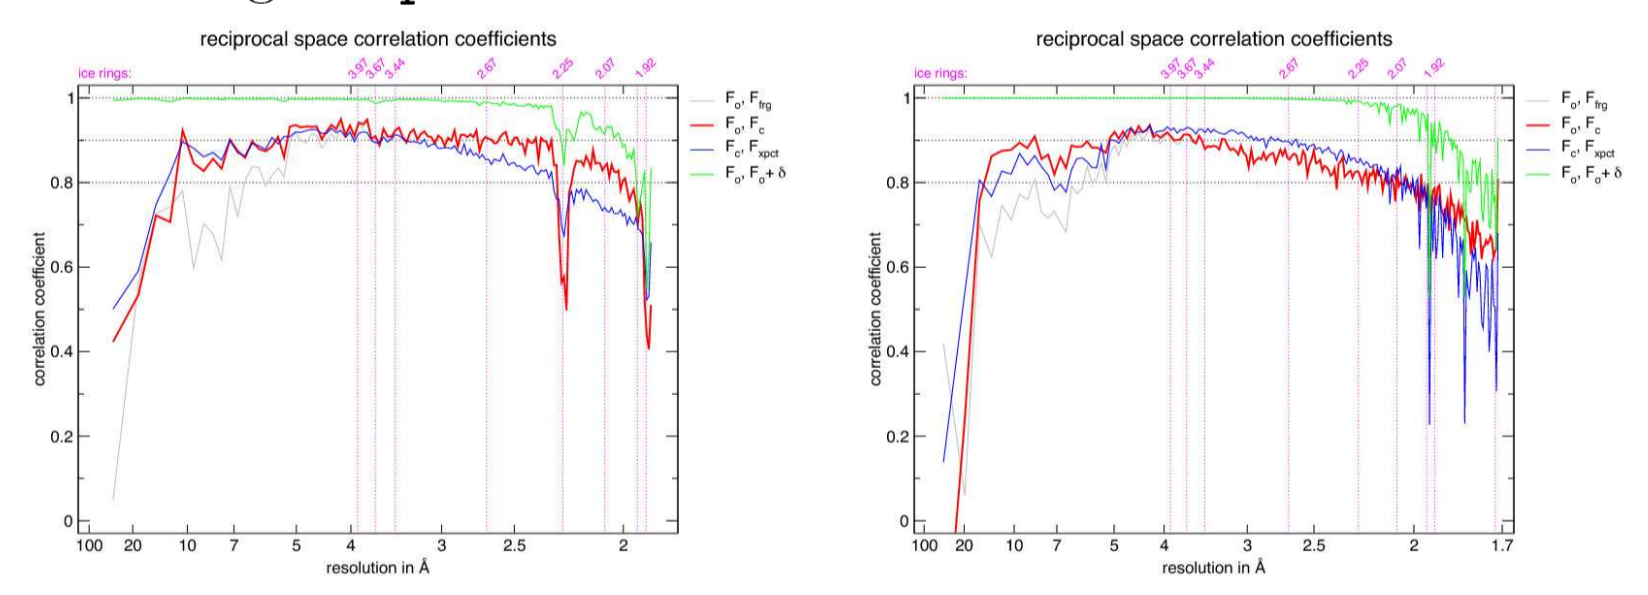 reciprocal space correlation coefficients
ice rings:
3.97
3.67
3.44
2.67
2.25
2.07
1.92
1
0.8
0.6
0.4
0.2
0
correlation coefficient
100 20 10 7 5 4 3 2.5 2
resolution in Å
Fo, Ffrg
Fo, Fc
Fc, Fxpct
Fo, Fo+ δ
reciprocal space correlation coefficients
ice rings:
3.97
3.67
3.44
2.67
2.25
2.07
1.92
1
0.8
0.6
0.4
0.2
0
correlation coefficient
100 20 10 7 5 4 3 2.5 2 1.7
resolution in Å
Fo, Ffrg
Fo, Fc
Fc, Fxpct
Fo, Fo+ δ